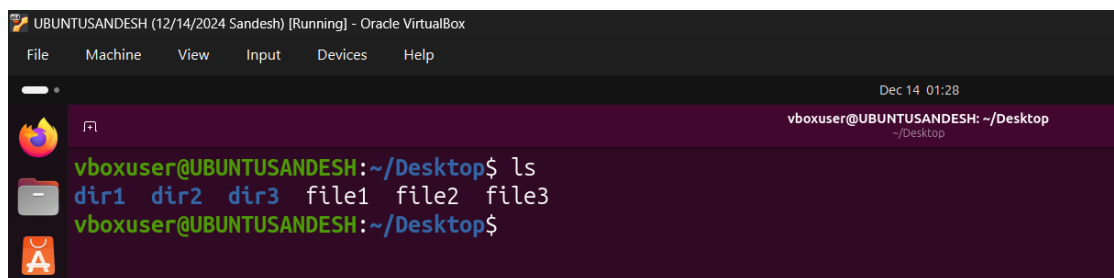 UBUNTUSANDESH (12/14/2024 Sandesh) [Running] - Oracle VirtualBox
File Machine View Input Devices Help
Dec 14 01:28
vboxuser@UBUNTUSANDESH: ~/Desktop
~/Desktop
vboxuser@UBUNTUSANDESH:~/Desktop$ ls
dir1 dir2 dir3 file1 file2 file3
vboxuser@UBUNTUSANDESH:~/Desktop$